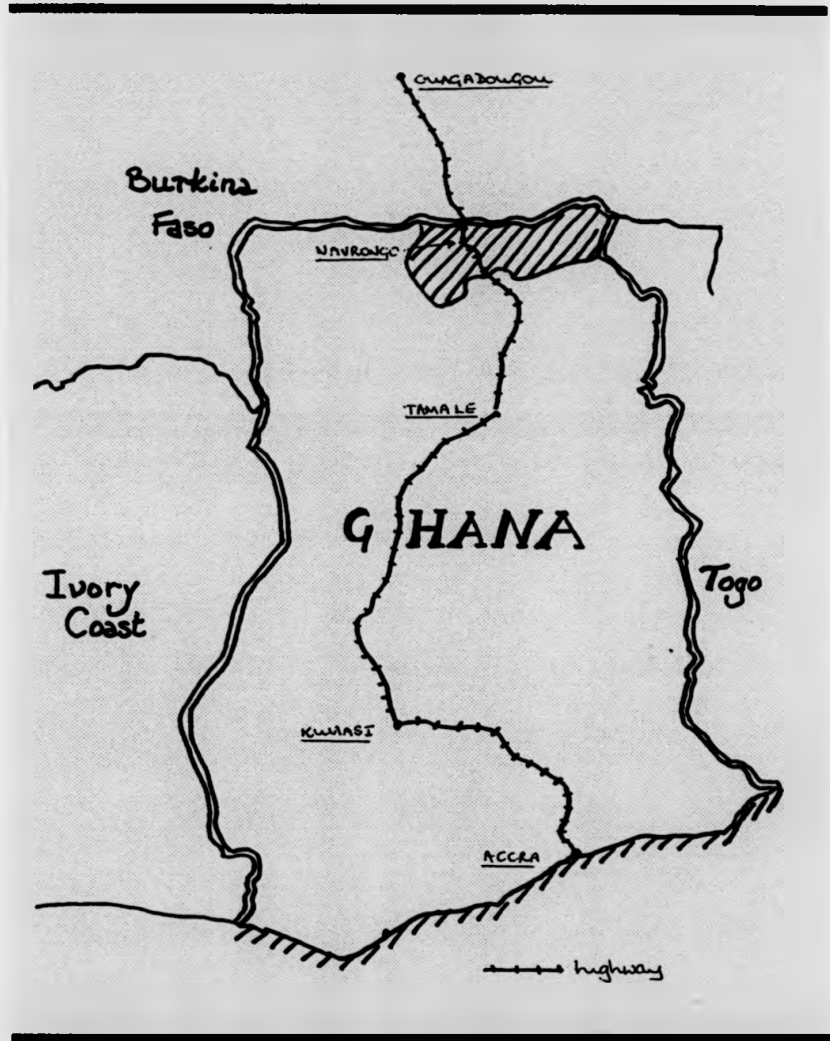 OUAGADOUGOU
Burkina
Faso
NAVRONGO
TAMALE
GHANA
Ivory
Coast
Togo
KUMASI
ACCRA
highway